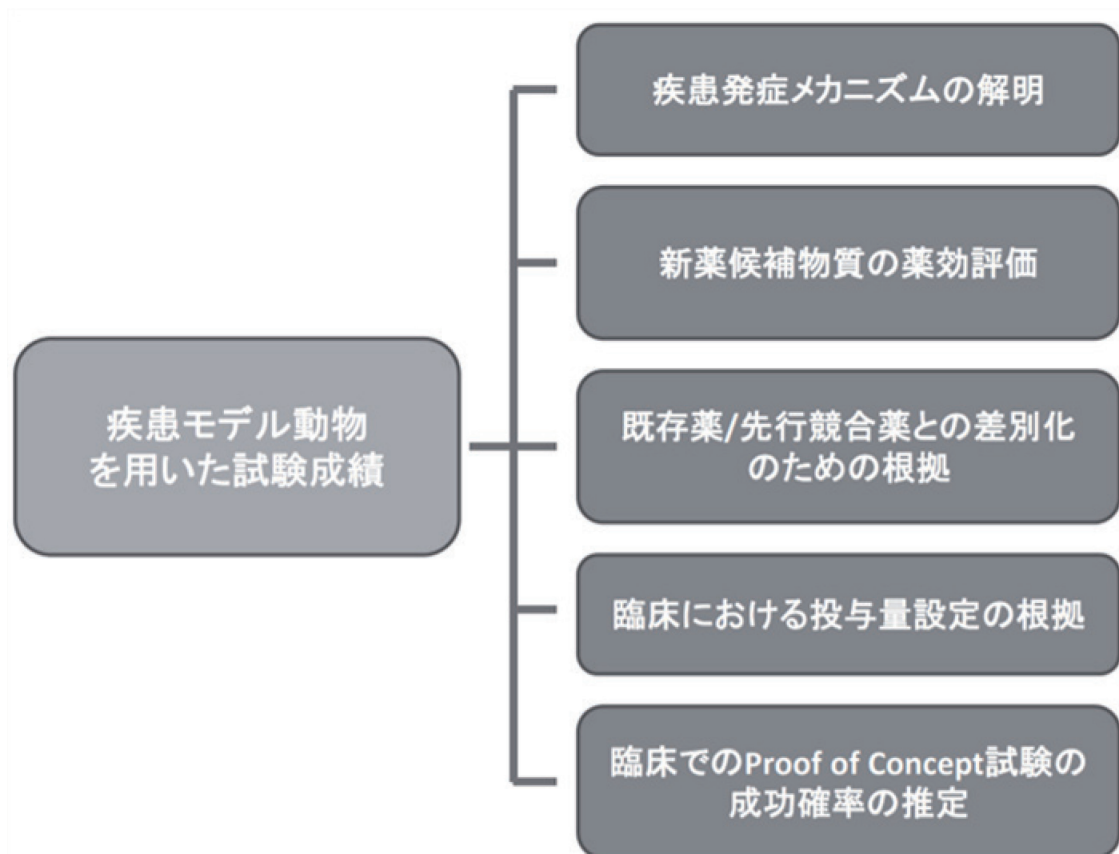 疾患発症メカニズムの解明
新薬候補物質の薬効評価
疾患モデル動物
を用いた試験成績
既存薬/先行競合薬との差別化
のための根拠
臨床における投与量設定の根拠
臨床でのProof of Concept試験の
成功確率の推定